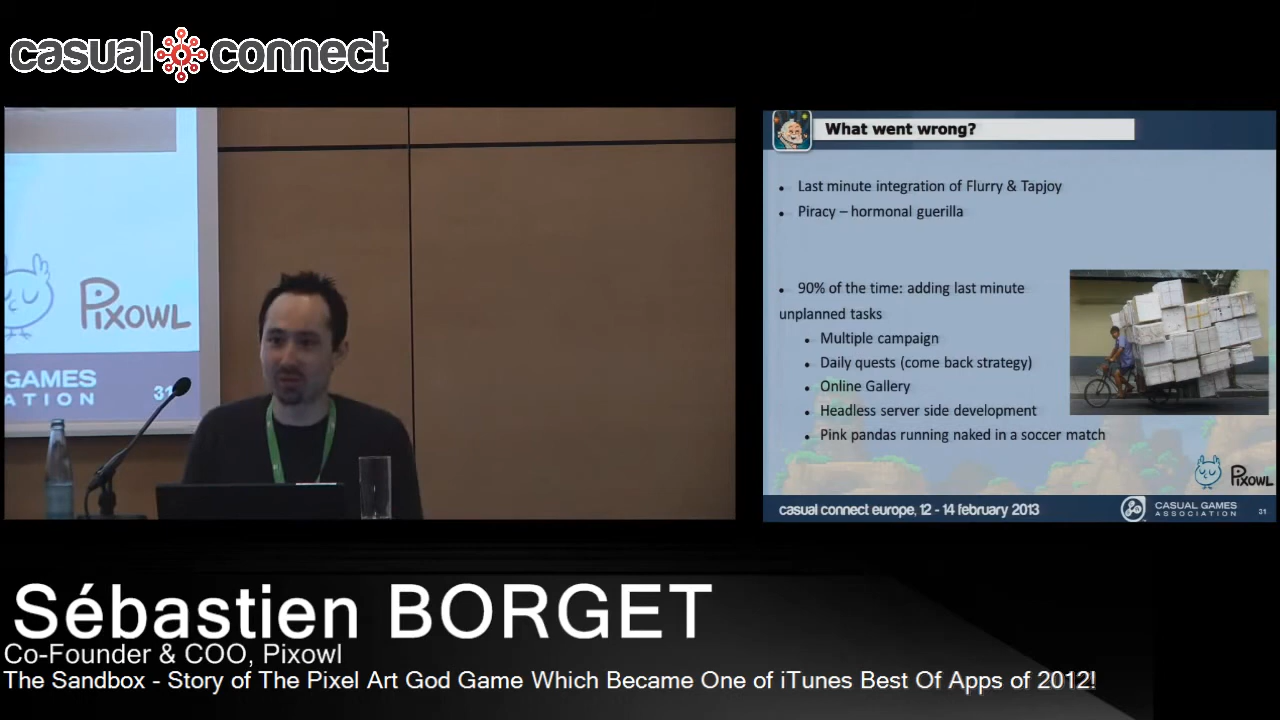 casual connect
PIXOWL
GAMES
ATION
31
What went wrong?
• Last minute integration of Flurry & Tapjoy
• Piracy – hormonal guerilla
• 90% of the time: adding last minute
unplanned tasks
• Multiple campaign
• Daily quests (come back strategy)
• Online Gallery
• Headless server side development
• Pink pandas running naked in a soccer match
PIXOWL
casual connect europe, 12 - 14 february 2013
CASUAL GAMES
ASSOCIATION
31
Sébastien BORGET
Co-Founder & COO, Pixowl
The Sandbox - Story of The Pixel Art God Game Which Became One of iTunes Best Of Apps of 2012!